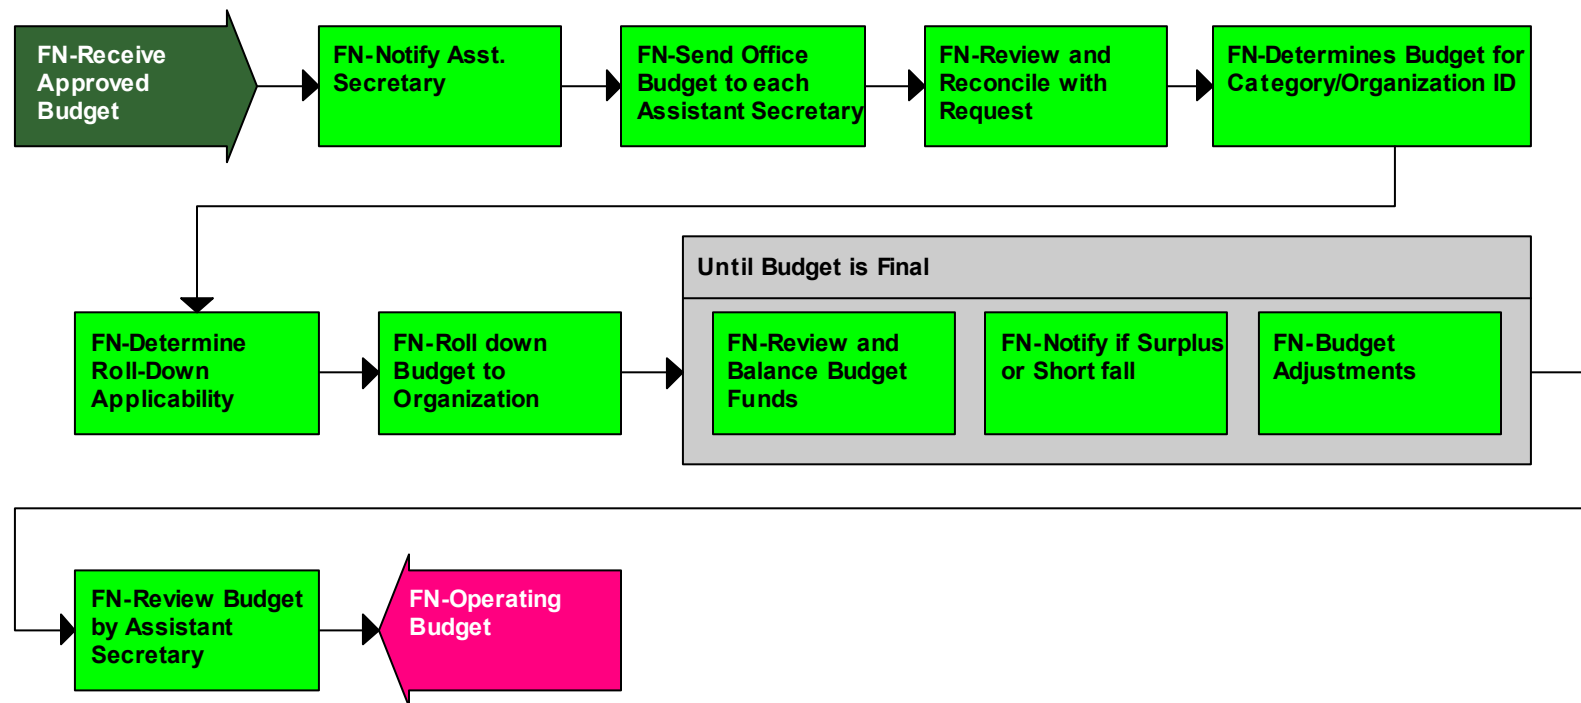 FN-Receive
Approved
Budget
FN-Notify Asst.
Secretary
FN-Send Office
Budget to each
Assistant Secretary
FN-Review and
Reconcile with
Request
FN-Determines Budget for
Category/Organization ID
FN-Determine
Roll-Down
Applicability
FN-Roll down
Budget to
Organization
Until Budget is Final
FN-Review and
Balance Budget
Funds
FN-Notify if Surplus
or Short fall
FN-Budget
Adjustments
FN-Review Budget
by Assistant
Secretary
FN-Operating
Budget